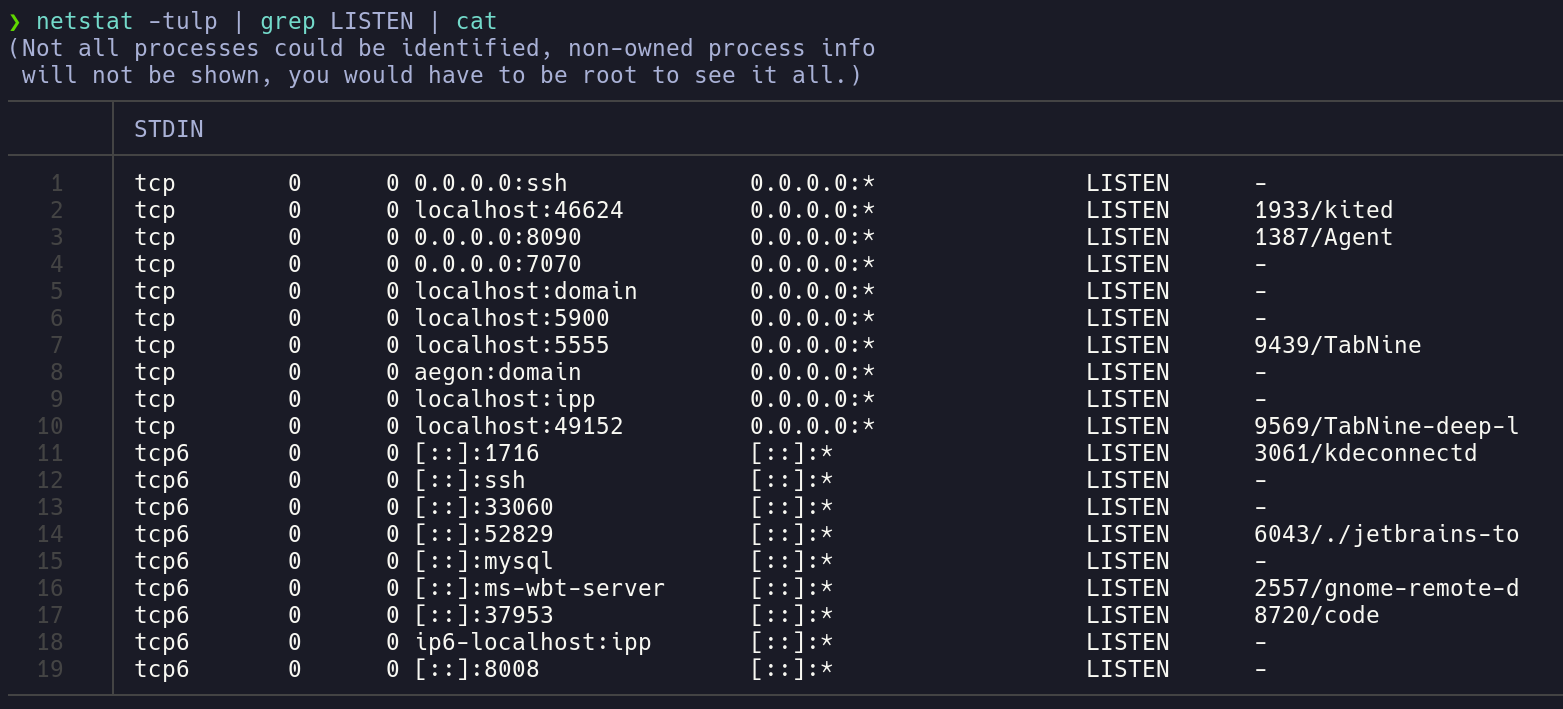 ❯ netstat -tulp | grep LISTEN | cat
(Not all processes could be identified, non-owned process info
 will not be shown, you would have to be root to see it all.)
STDIN
1 tcp 0 0 0.0.0.0:ssh 0.0.0.0:* LISTEN -
2 tcp 0 0 localhost:46624 0.0.0.0:* LISTEN 1933/kited
3 tcp 0 0 0.0.0.0:8090 0.0.0.0:* LISTEN 1387/Agent
4 tcp 0 0 0.0.0.0:7070 0.0.0.0:* LISTEN -
5 tcp 0 0 localhost:domain 0.0.0.0:* LISTEN -
6 tcp 0 0 localhost:5900 0.0.0.0:* LISTEN -
7 tcp 0 0 localhost:5555 0.0.0.0:* LISTEN 9439/TabNine
8 tcp 0 0 aegon:domain 0.0.0.0:* LISTEN -
9 tcp 0 0 localhost:ipp 0.0.0.0:* LISTEN -
10 tcp 0 0 localhost:49152 0.0.0.0:* LISTEN 9569/TabNine-deep-l
11 tcp6 0 0 [::]:1716 [::]:* LISTEN 3061/kdeconnectd
12 tcp6 0 0 [::]:ssh [::]:* LISTEN -
13 tcp6 0 0 [::]:33060 [::]:* LISTEN -
14 tcp6 0 0 [::]:52829 [::]:* LISTEN 6043/./jetbrains-to
15 tcp6 0 0 [::]:mysql [::]:* LISTEN -
16 tcp6 0 0 [::]:ms-wbt-server [::]:* LISTEN 2557/gnome-remote-d
17 tcp6 0 0 [::]:37953 [::]:* LISTEN 8720/code
18 tcp6 0 0 ip6-localhost:ipp [::]:* LISTEN -
19 tcp6 0 0 [::]:8008 [::]:* LISTEN -